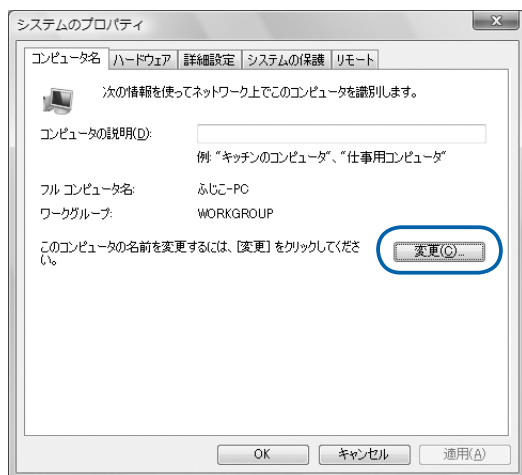 システムのプロパティ
コンピュータ名 ハードウェア 詳細設定 システムの保護 リモート
次の情報を使ってネットワーク上でこのコンピュータを識別します。
コンピュータの説明(D):
例: "キッチンのコンピュータ"、"仕事用コンピュータ"
フル コンピュータ名: ふじこ-PC
ワークグループ: WORKGROUP
このコンピュータの名前を変更するには、[変更] をクリックしてくださ
い。
変更(C)...
OK キャンセル 適用(A)